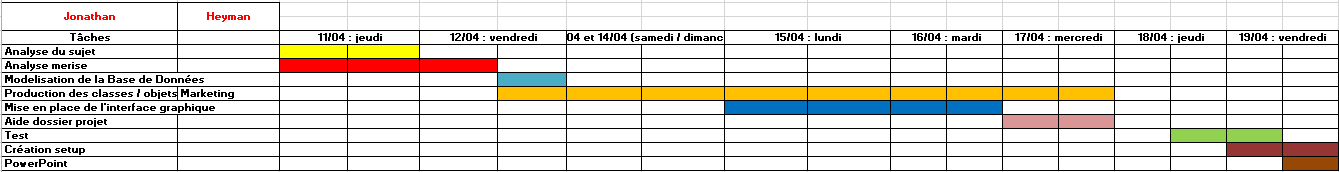 Jonathan Heyman
Tâches 11/04 : jeudi 12/04 : vendredi 04 et 14/04 (samedi / dimanc 15/04 : lundi 16/04 : mardi 17/04 : mercredi 18/04 : jeudi 19/04 : vendredi
Analyse du sujet
Analyse merise
Modelisation de la Base de Données
Production des classes / objets Marketing
Mise en place de l'interface graphique
Aide dossier projet
Test
Création setup
PowerPoint